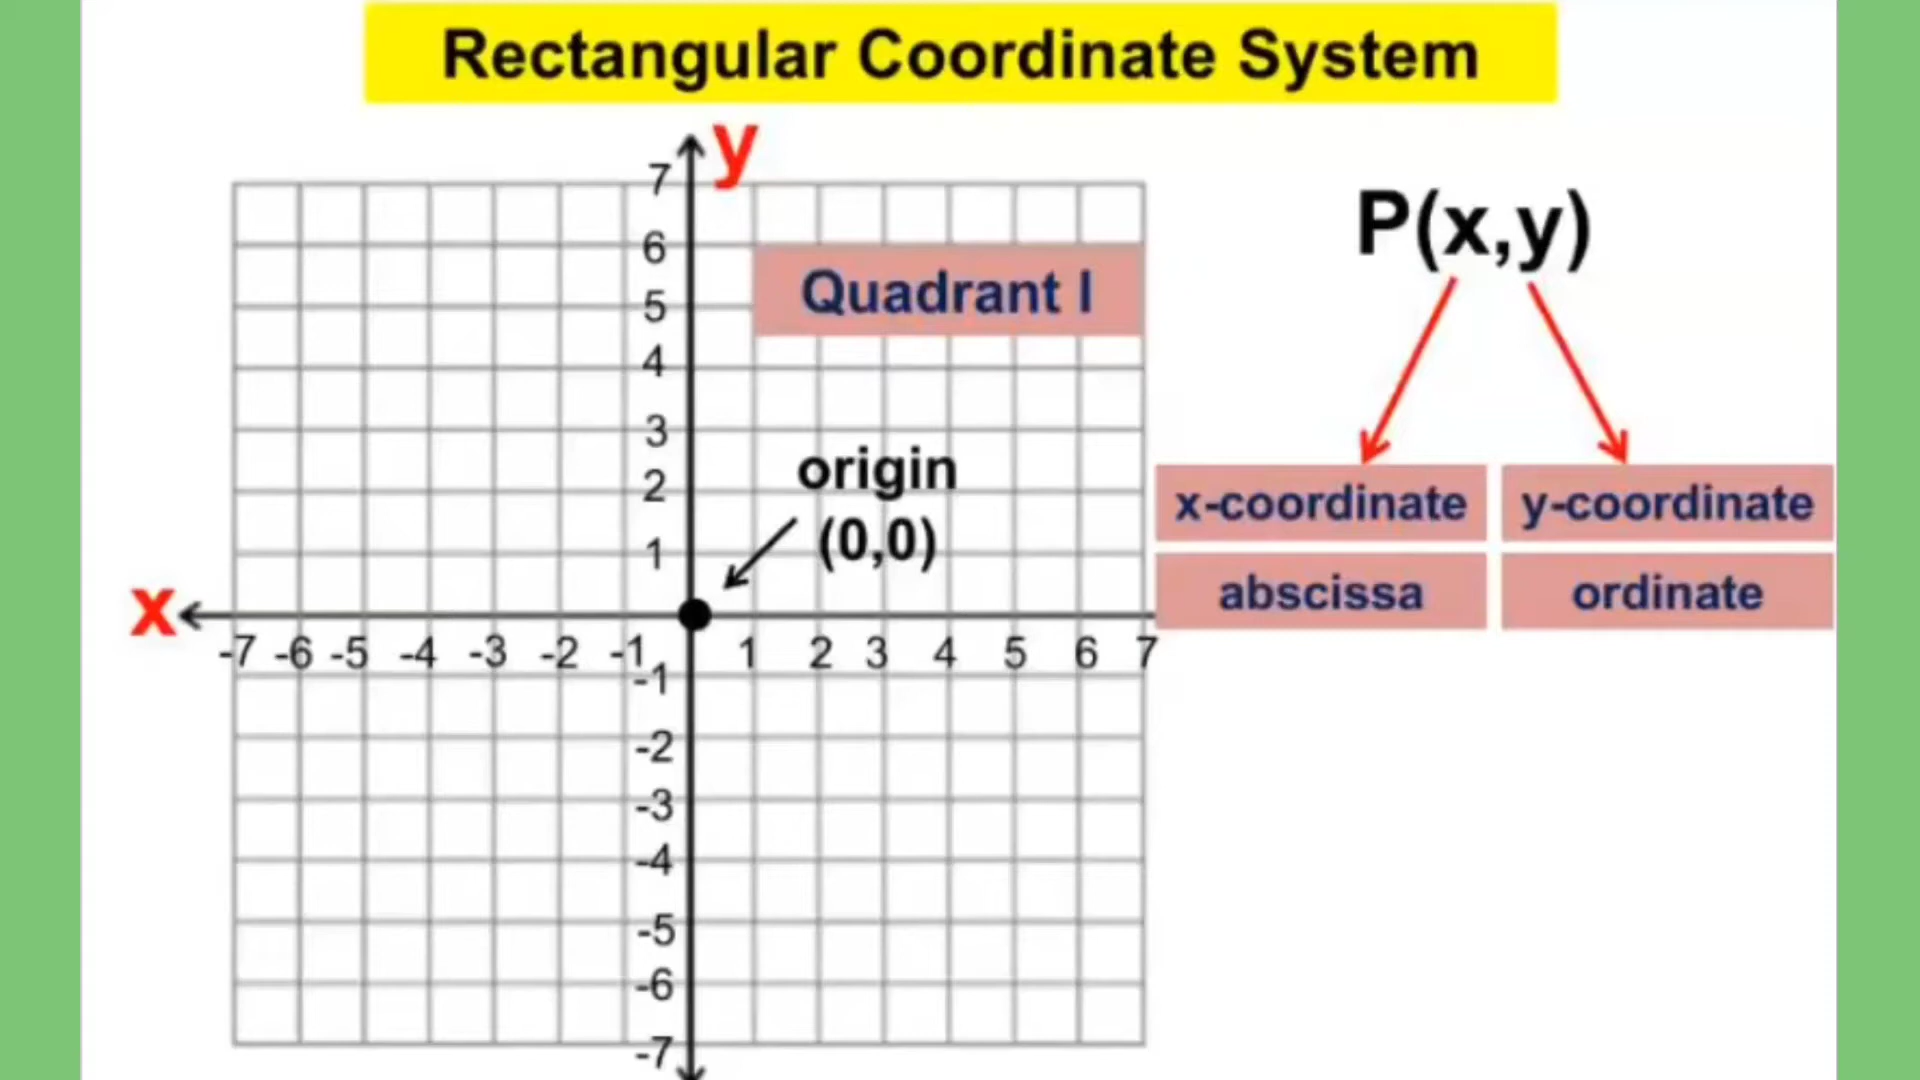 Rectangular Coordinate System
y
7
P(x,y)
6
Quadrant I
5
4
3
origin
2
x-coordinate y-coordinate
(0,0)
1
abscissa ordinate
x
-7 -6 -5 -4 -3 -2 -1 1 2 3 4 5 6 7
-1
-2
-3
-4
-5
-6
-7